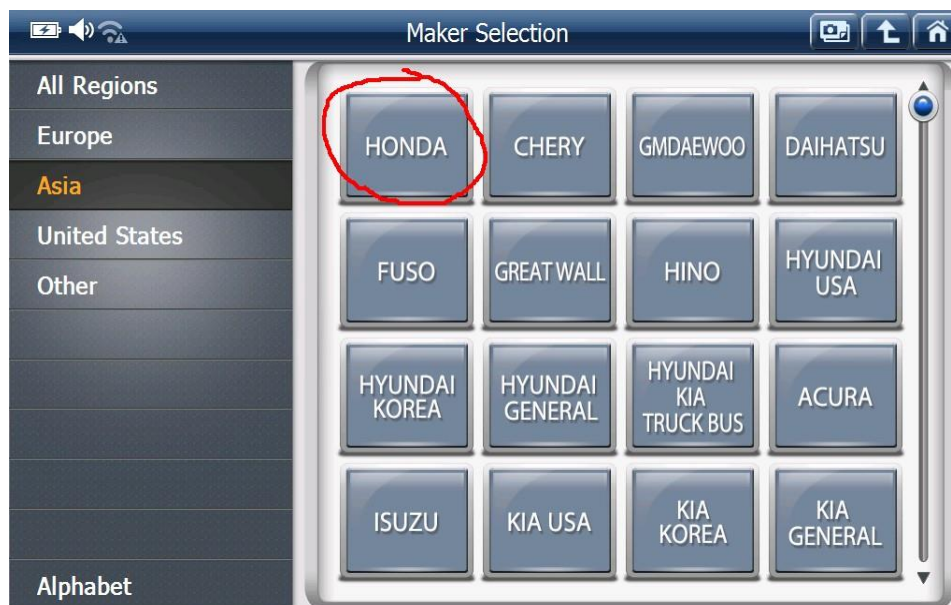 Maker Selection
All Regions
Europe
Asia
United States
Other
Alphabet
HONDA
CHERY
GMDAEWOO
DAIHATSU
FUSO
GREAT WALL
HINO
HYUNDAI
USA
HYUNDAI
KOREA
HYUNDAI
GENERAL
HYUNDAI
KIA
TRUCK BUS
ACURA
ISUZU
KIA USA
KIA
KOREA
KIA
GENERAL